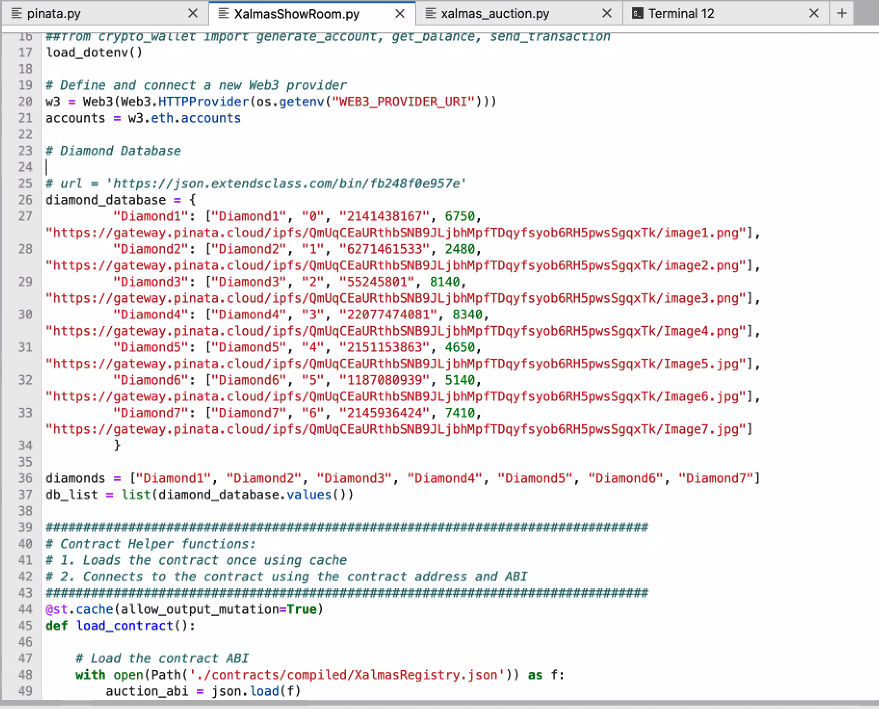 pinata.py XalmasShowRoom.py xalmas_auction.py Terminal 12
16 ##from crypto_wallet import generate_account, get_balance, send_transaction
17 load_dotenv()
18
19 # Define and connect a new Web3 provider
20 w3 = Web3(Web3.HTTPProvider(os.getenv("WEB3_PROVIDER_URI")))
21 accounts = w3.eth.accounts
22
23 # Diamond Database
24
25 # url = 'https://json.extendsclass.com/bin/fb248f0e957e'
26 diamond_database = {
27 "Diamond1": ["Diamond1", "0", "2141438167", 6750,
"https://gateway.pinata.cloud/ipfs/QmUqCEaURthbSNB9JLjbhMpfTDqyfsyob6RH5pwsSgqxTk/image1.png"],
28 "Diamond2": ["Diamond2", "1", "6271461533", 2480,
"https://gateway.pinata.cloud/ipfs/QmUqCEaURthbSNB9JLjbhMpfTDqyfsyob6RH5pwsSgqxTk/image2.png"],
29 "Diamond3": ["Diamond3", "2", "55245801", 8140,
"https://gateway.pinata.cloud/ipfs/QmUqCEaURthbSNB9JLjbhMpfTDqyfsyob6RH5pwsSgqxTk/image3.png"],
30 "Diamond4": ["Diamond4", "3", "22077474081", 8340,
"https://gateway.pinata.cloud/ipfs/QmUqCEaURthbSNB9JLjbhMpfTDqyfsyob6RH5pwsSgqxTk/Image4.png"],
31 "Diamond5": ["Diamond5", "4", "2151153863", 4650,
"https://gateway.pinata.cloud/ipfs/QmUqCEaURthbSNB9JLjbhMpfTDqyfsyob6RH5pwsSgqxTk/Image5.jpg"],
32 "Diamond6": ["Diamond6", "5", "1187080939", 5140,
"https://gateway.pinata.cloud/ipfs/QmUqCEaURthbSNB9JLjbhMpfTDqyfsyob6RH5pwsSgqxTk/Image6.jpg"],
33 "Diamond7": ["Diamond7", "6", "2145936424", 7410,
"https://gateway.pinata.cloud/ipfs/QmUqCEaURthbSNB9JLjbhMpfTDqyfsyob6RH5pwsSgqxTk/Image7.jpg"]
34 }
35
36 diamonds = ["Diamond1", "Diamond2", "Diamond3", "Diamond4", "Diamond5", "Diamond6", "Diamond7"]
37 db_list = list(diamond_database.values())
38
39 ################################################################################
40 # Contract Helper functions:
41 # 1. Loads the contract once using cache
42 # 2. Connects to the contract using the contract address and ABI
43 ################################################################################
44 @st.cache(allow_output_mutation=True)
45 def load_contract():
46
47 # Load the contract ABI
48 with open(Path('./contracts/compiled/XalmasRegistry.json')) as f:
49 auction_abi = json.load(f)